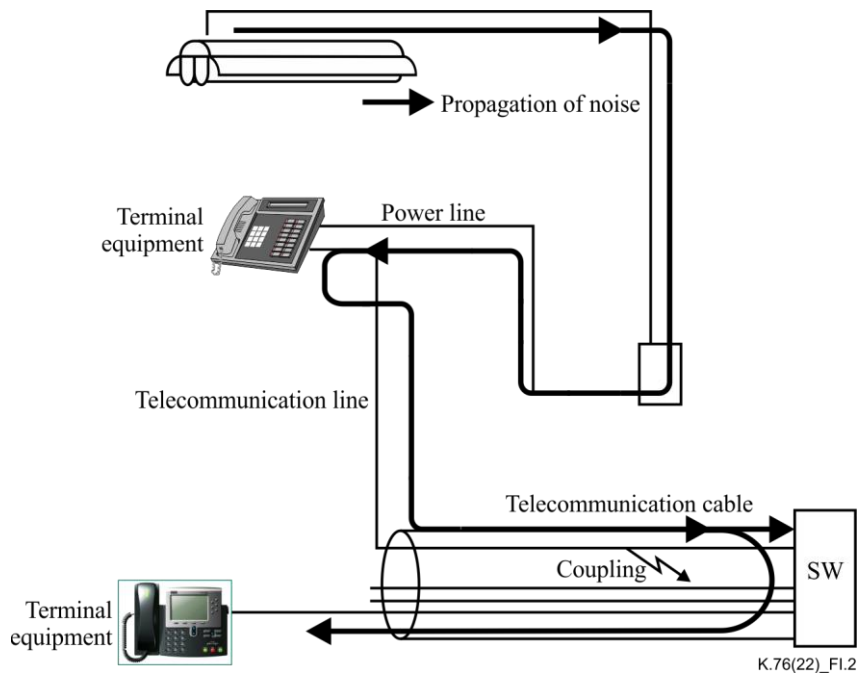 Propagation of noise
Terminal
equipment
Power line
Telecommunication line
Telecommunication cable
Coupling
SW
Terminal
equipment
K.76(22)_FI.2